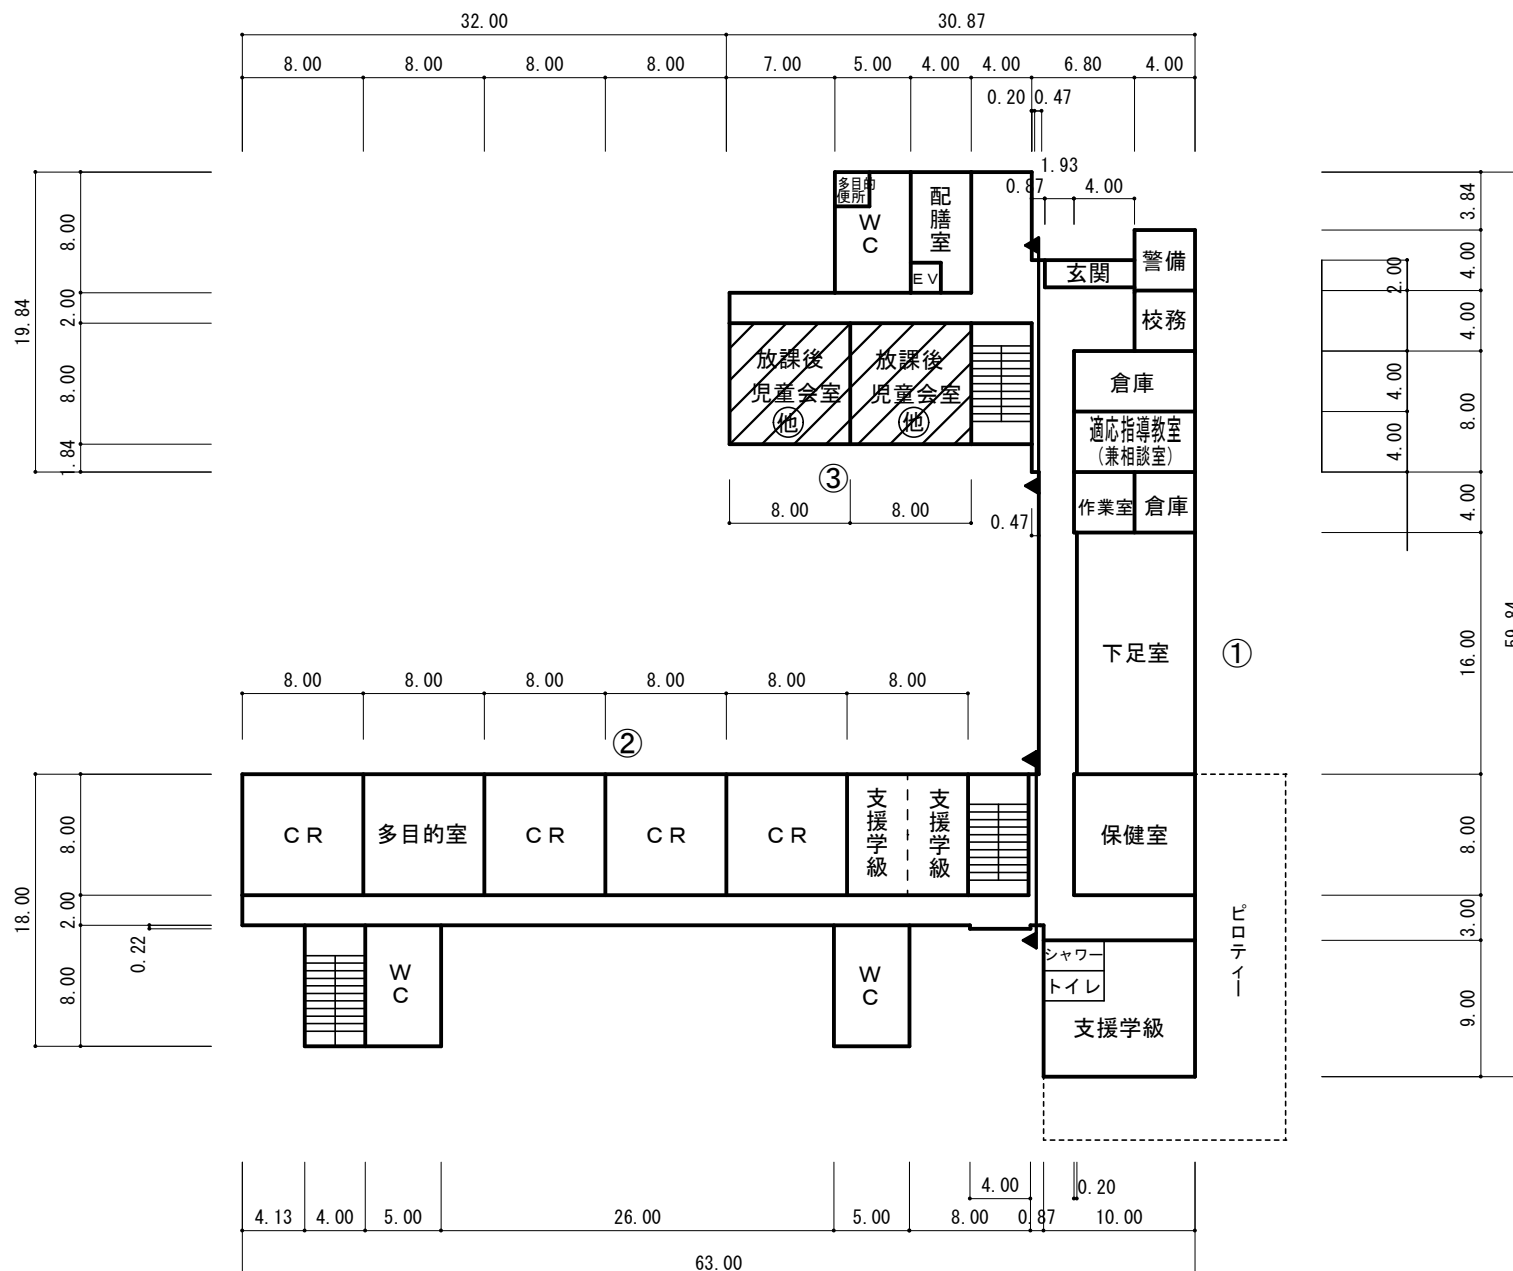 32.00 30.87
8.00 8.00 8.00 8.00 7.00 5.00 4.00 4.00 6.80 4.00
0.20 0.47
1.93
0.87 4.00
8.00
2.00
8.00
1.84
19.84
3.84
4.00
4.00
8.00
4.00
16.00
8.00
3.00
9.00
59.84
2.00
4.00
4.00
多目的
便所
WC
配膳室
EV
玄関
警備
校務
放課後
児童会室
他
放課後
児童会室
他
倉庫
適応指導教室
(兼相談室)
作業室
倉庫
③
8.00 8.00 0.47
下足室
①
8.00 8.00 8.00 8.00 8.00 8.00
②
CR
多目的室
CR
CR
CR
支援学級
支援学級
保健室
8.00
2.00
8.00
18.00
0.22
WC
WC
シャワー
トイレ
支援学級
ピロティー
4.00 0.20
4.13 4.00 5.00 26.00 5.00 8.00 0.87 10.00
63.00